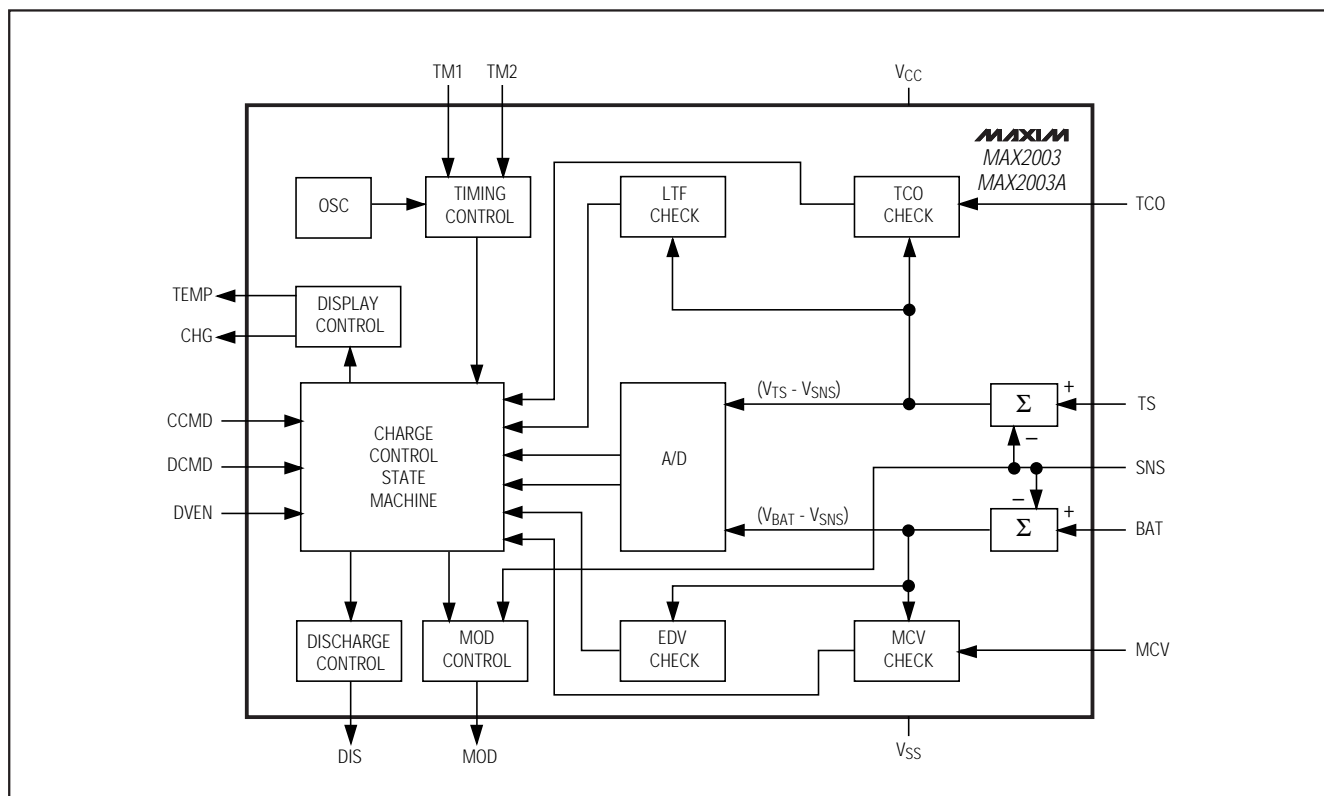 TM1 TM2
VCC
MAXIM
MAX2003
MAX2003A
OSC
TIMING
CONTROL
LTF
CHECK
TCO
CHECK
TCO
TEMP
CHG
DISPLAY
CONTROL
CCMD
DCMD
DVEN
CHARGE
CONTROL
STATE
MACHINE
A/D
(VTS - VSNS)
(VBAT - VSNS)
Σ
+
–
TS
SNS
Σ
–
+
BAT
DISCHARGE
CONTROL
MOD
CONTROL
EDV
CHECK
MCV
CHECK
MCV
DIS
MOD
VSS